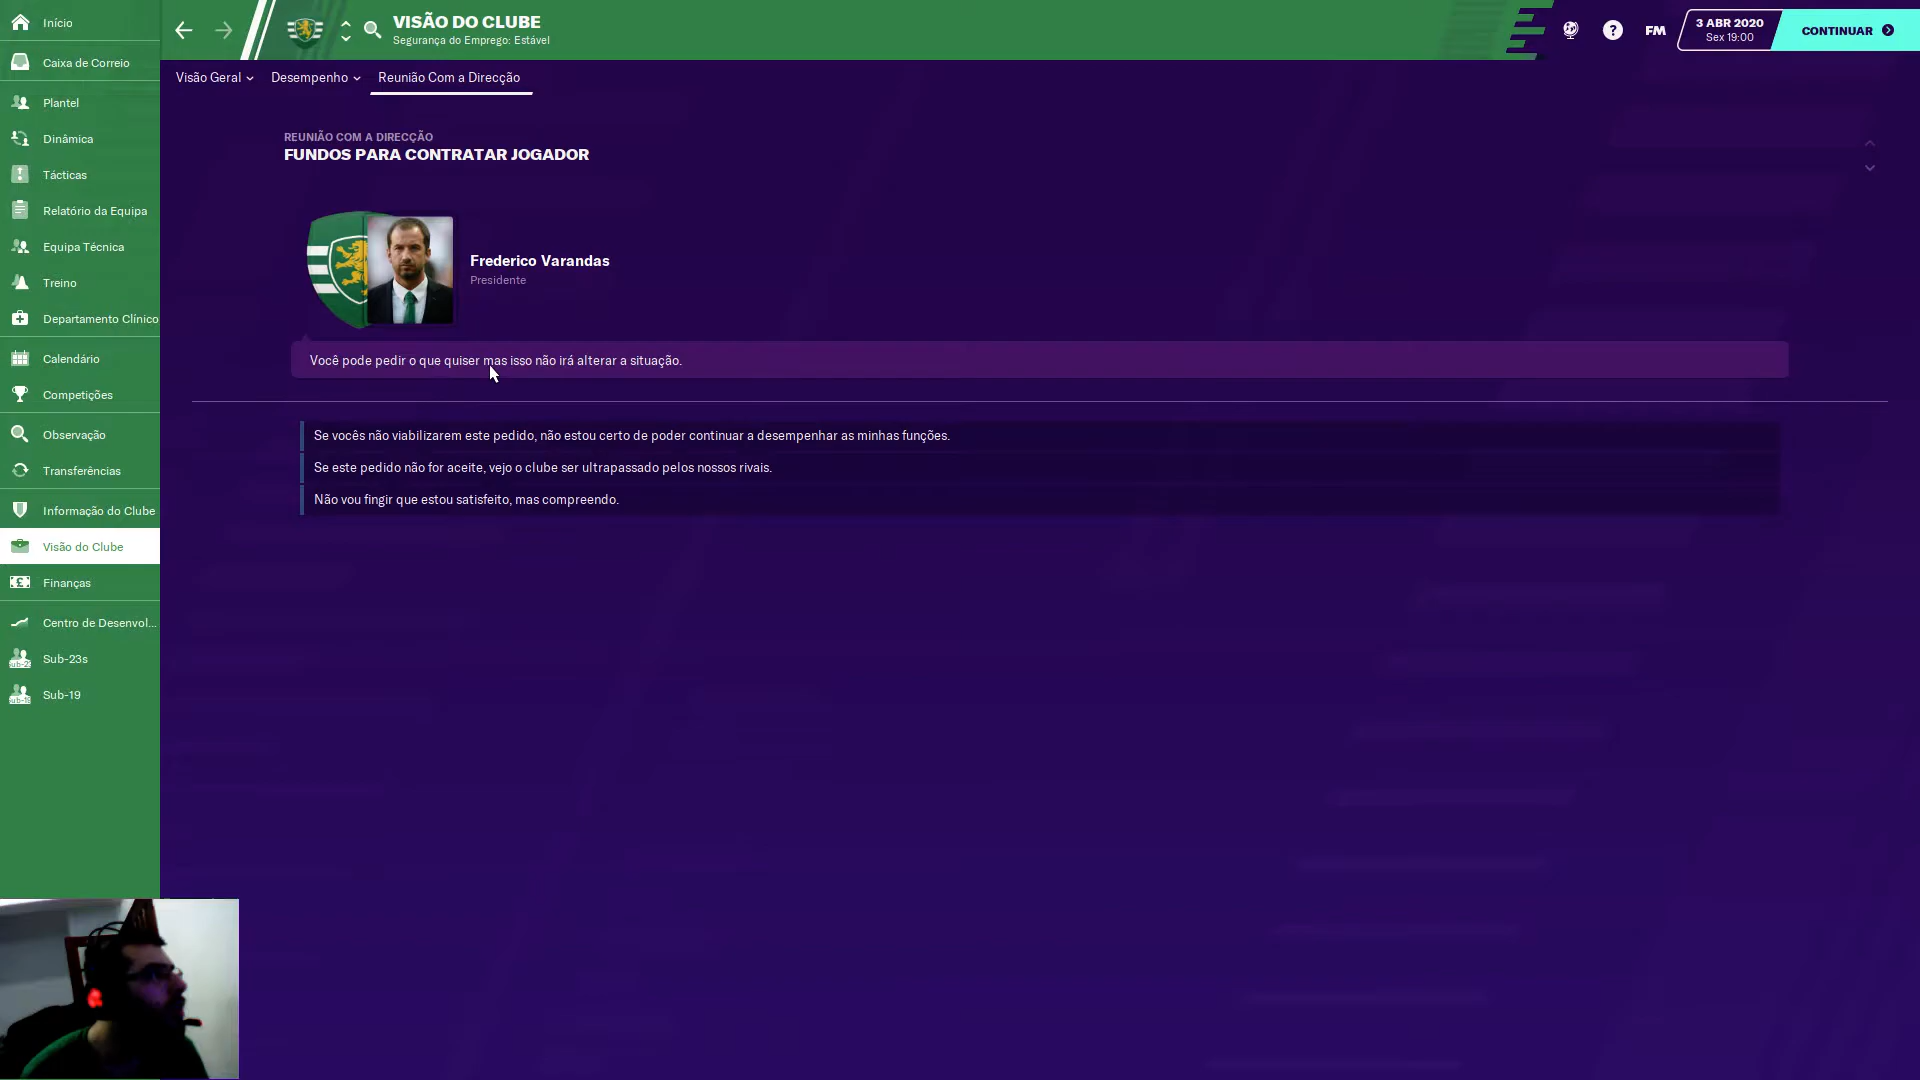 Início
Caixa de Correio
Plantel
Dinâmica
Tácticas
Relatório da Equipa
Equipa Técnica
Treino
Departamento Clínico
Calendário
Competições
Observação
Transferências
Informação do Clube
Visão do Clube
Finanças
Centro de Desenvol...
Sub-23s
Sub-19
VISÃO DO CLUBE
Segurança do Emprego: Estável
FM
3 ABR 2020
Sex 19:00
CONTINUAR
Visão Geral
Desempenho
Reunião Com a Direcção
REUNIÃO COM A DIRECÇÃO
FUNDOS PARA CONTRATAR JOGADOR
Frederico Varandas
Presidente
Você pode pedir o que quiser mas isso não irá alterar a situação.
Se vocês não viabilizarem este pedido, não estou certo de poder continuar a desempenhar as minhas funções.
Se este pedido não for aceite, vejo o clube ser ultrapassado pelos nossos rivais.
Não vou fingir que estou satisfeito, mas compreendo.